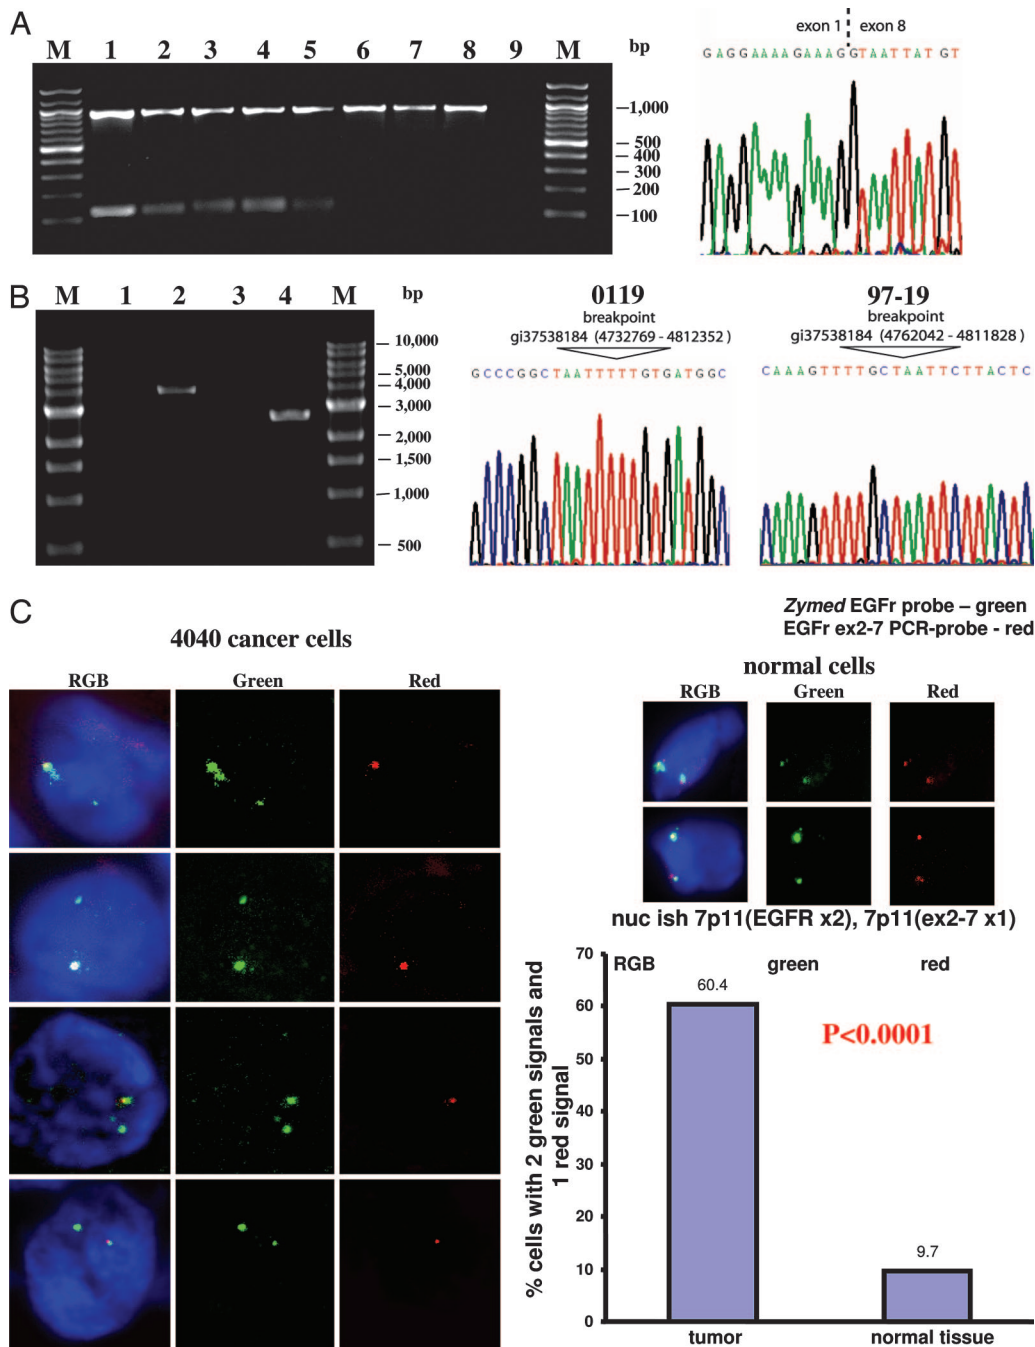 A
M 1 2 3 4 5 6 7 8 9 M bp
1,000
500
400
300
200
100
exon 1 exon 8
GAGGAAAAGAAAGGTAATTATGT
B
M 1 2 3 4 M bp
10,000
5,000
4,000
3,000
2,000
1,500
1,000
500
0119
breakpoint
gi37538184 (4732769 - 4812352)
GCCCGGCTAATTTTTGTGATGGC
97-19
breakpoint
gi37538184 (4762042 - 4811828)
CAAAGTTTTGCTAATTCTTACTC
C
Zymed EGFr probe – green
EGFr ex2-7 PCR-probe - red
4040 cancer cells
RGB Green Red
normal cells
RGB Green Red
nuc ish 7p11(EGFR x2), 7p11(ex2-7 x1)
RGB green red
% cells with 2 green signals and
1 red signal
70
60
50
40
30
20
10
0
60.4
P<0.0001
9.7
tumor normal tissue